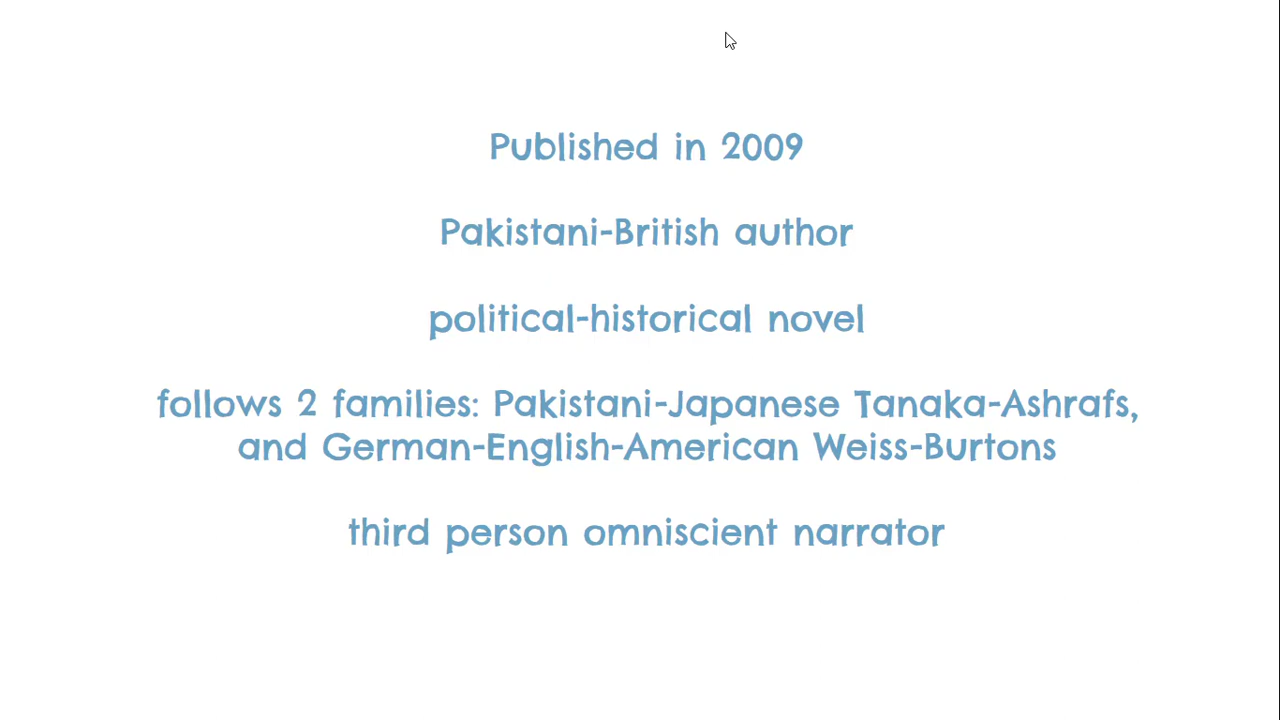 Published in 2009
Pakistani-British author
political-historical novel
follows 2 families: Pakistani-Japanese Tanaka-Ashrafs,
and German-English-American Weiss-Burtons
third person omniscient narrator